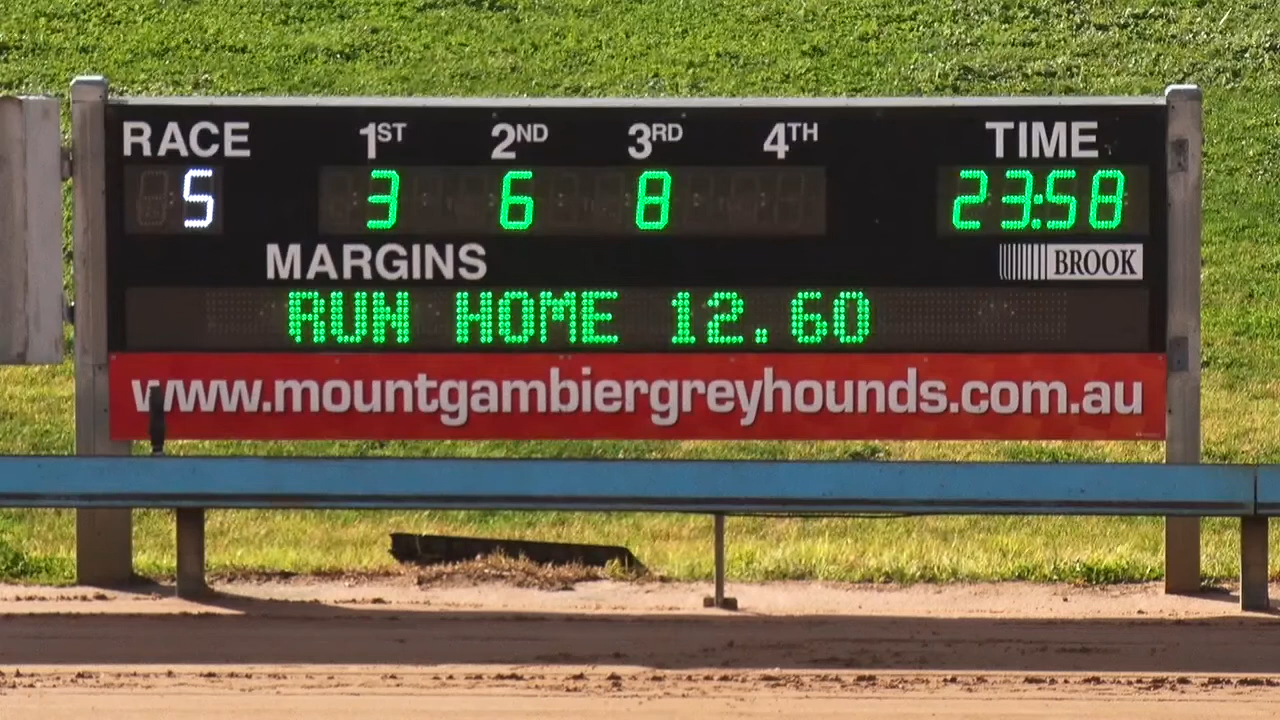 RACE 1ST 2ND 3RD 4TH TIME
5 3 6 8 23:58
MARGINS BROOK
RUN HOME 12.60
www.mountgambiergreyhounds.com.au